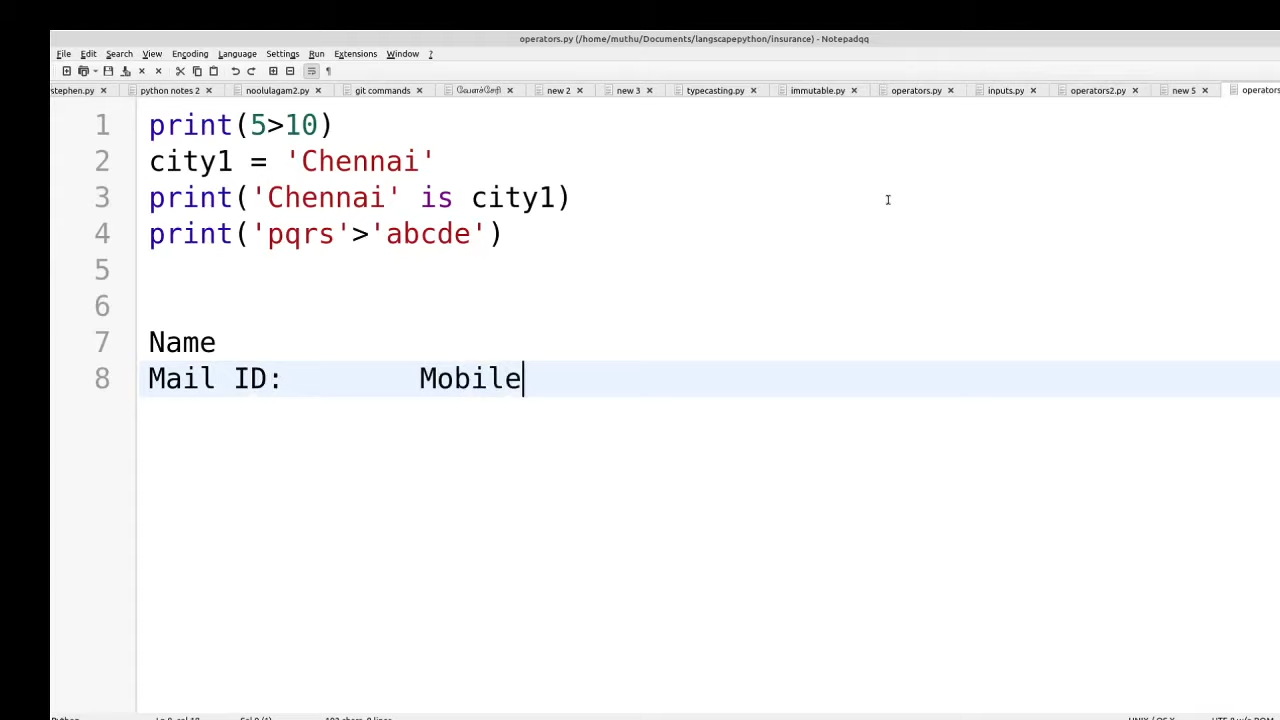 operators.py (/home/muthu/Documents/langscapepython/insurance) - Notepadqq
File Edit Search View Encoding Language Settings Run Extensions Window ?
stephen.py python notes 2 noolulagam2.py git commands new 2 new 3 typecasting.py immutable.py operators.py inputs.py operators2.py new 5 operators
1 print(5>10)
2 city1 = 'Chennai'
3 print('Chennai' is city1)
4 print('pqrs'>'abcde')
5
6
7 Name
8 Mail ID: Mobile